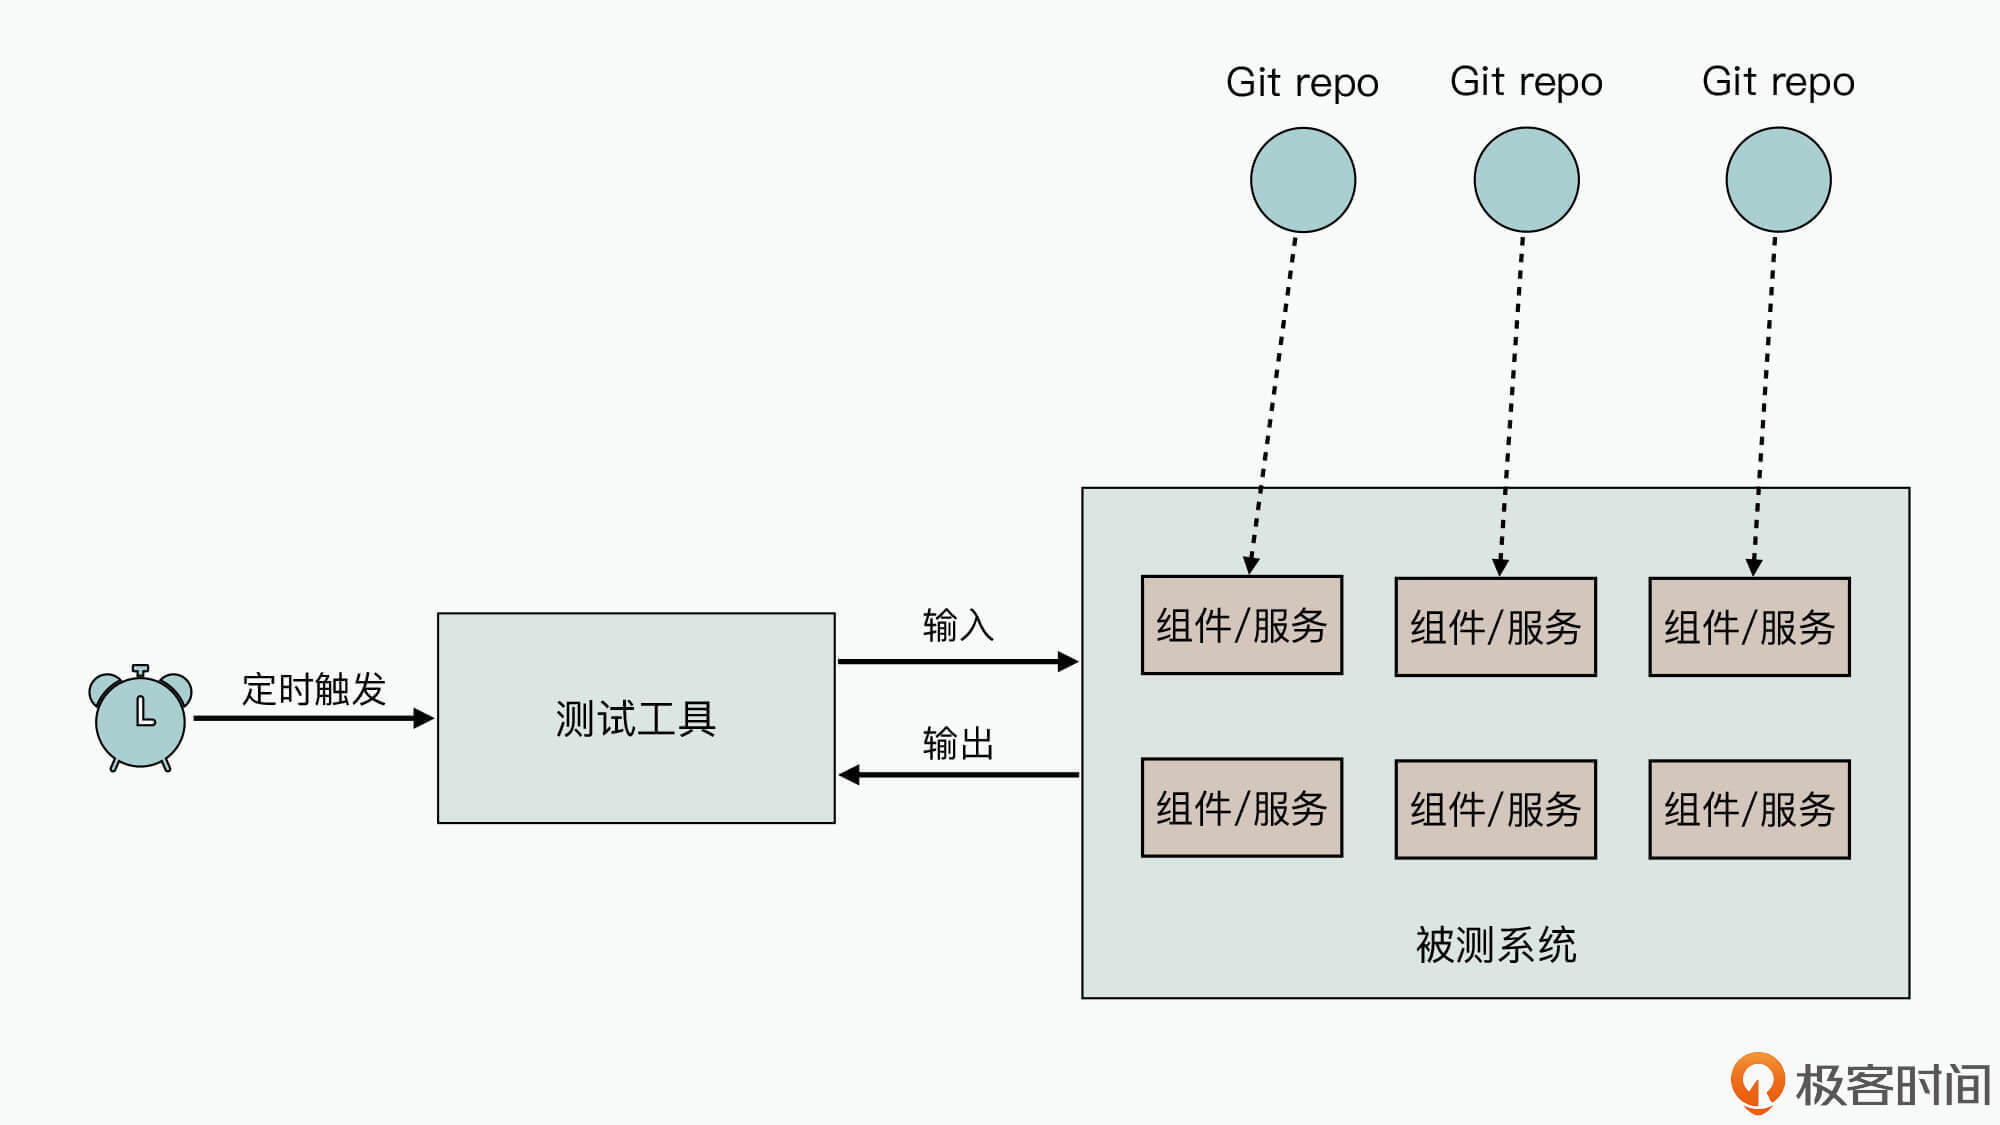 Git repo
Git repo
Git repo
定时触发
测试工具
输入
输出
组件/服务
组件/服务
组件/服务
组件/服务
组件/服务
组件/服务
被测系统
极客时间